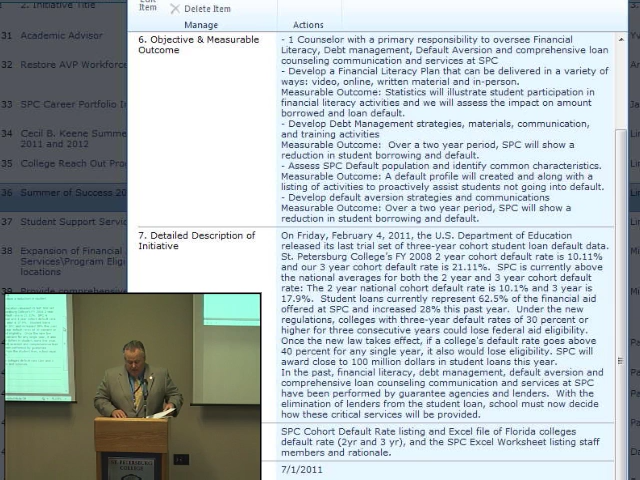 Edit
Item
Delete Item
Manage
Actions
2. Initiative Title
31 Academic Advisor
32 Restore AVP Workforce
33 SPC Career Portfolio
34 Cecil B. Keene Summe
2011 and 2012
35 College Reach Out Pro
36 Summer of Success 20
37 Student Support Servic
38 Expansion of Financial
Services\Program Elig
locations
39 Provide comprehensive
6. Objective & Measurable
Outcome
- 1 Counselor with a primary responsibility to oversee Financial
Literacy, Debt management, Default Aversion and comprehensive loan
counseling communication and services at SPC
- Develop a Financial Literacy Plan that can be delivered in a variety of
ways: video, online, written material and in-person.
Measurable Outcome: Statistics will illustrate student participation in
financial literacy activities and we will assess the impact on amount
borrowed and loan default.
- Develop Debt Management strategies, materials, communication,
and training activities
Measurable Outcome: Over a two year period, SPC will show a
reduction in student borrowing and default.
- Assess SPC Default population and identify common characteristics.
Measurable Outcome: A default profile will created and along with a
listing of activities to proactively assist students not going into default.
- Develop default aversion strategies and communications
Measurable Outcome: Over a two year period, SPC will show a
reduction in student borrowing and default.
7. Detailed Description of
Initiative
On Friday, February 4, 2011, the U.S. Department of Education
released its last trial set of three-year cohort student loan default data.
St. Petersburg College's FY 2008 2 year cohort default rate is 10.11%
and our 3 year cohort default rate is 21.11%. SPC is currently above
the national averages for both the 2 year and 3 year cohort default
rate: The 2 year national cohort default rate is 10.1% and 3 year is
17.9%. Student loans currently represent 62.5% of the financial aid
offered at SPC and increased 28% this past year. Under the new
regulations, colleges with three-year default rates of 30 percent or
higher for three consecutive years could lose federal eligibility.
Once the new law takes effect, if a college's default rate goes above
40 percent for any single year, it also would lose eligibility. SPC will
award close to 100 million dollars in student loans this year.
In the past, financial literacy, debt management, default aversion and
comprehensive loan counseling communication and services at SPC
have been performed by guarantee agencies and lenders. With the
elimination of lenders from the student loan, school must now decide
how these critical services will be provided.
SPC Cohort Default Rate listing and Excel file of Florida colleges
default rate (2yr and 3 yr), and the SPC Excel Worksheet listing staff
members and rationale.
7/1/2011
ST. PETERSBURG
COLLEGE